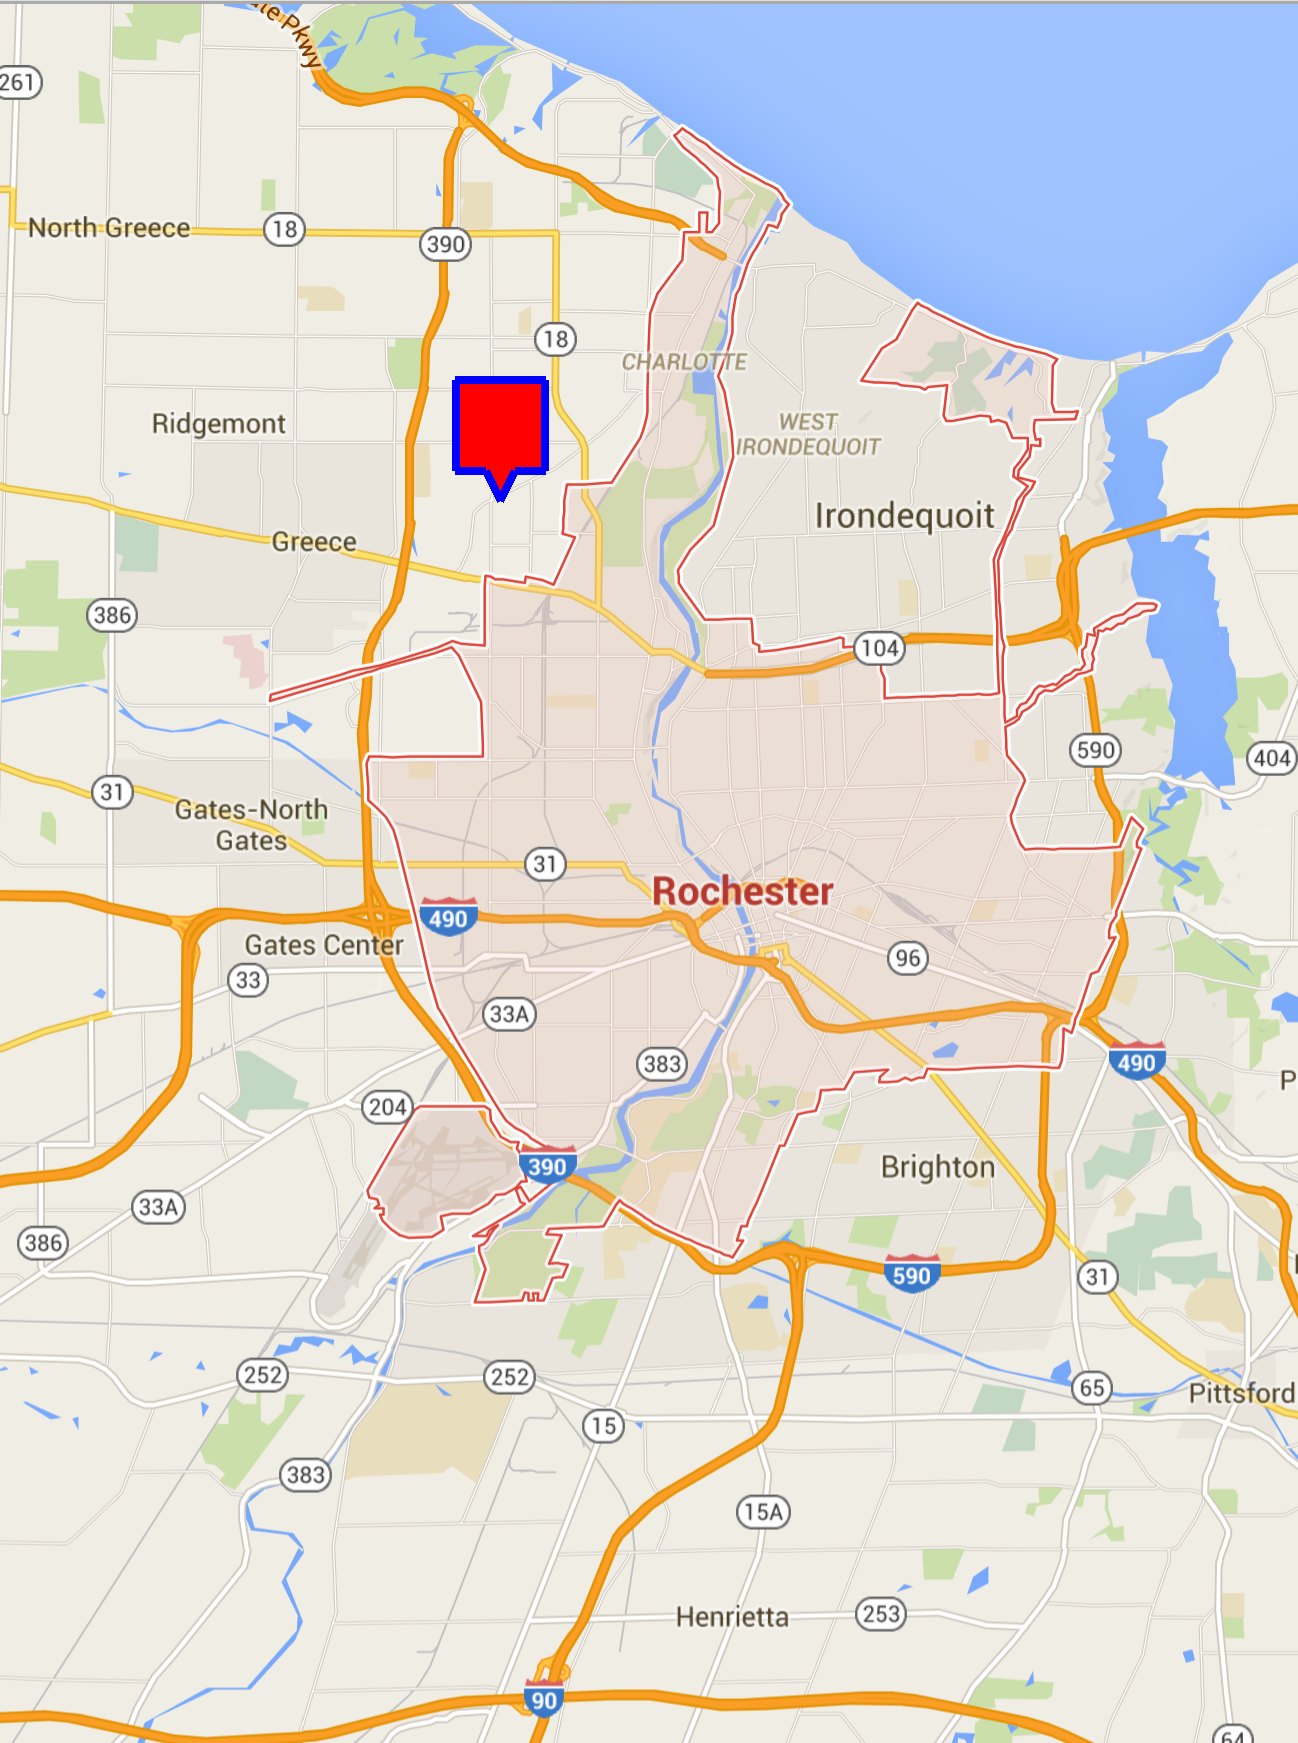 261
North Greece
18
390
18
CHARLOTTE
Ridgemont
WEST
IRONDEQUOIT
Irondequoit
Greece
386
104
590
404
31
Gates-North
Gates
31
Rochester
490
Gates Center
96
33
33A
383
490
204
390
Brighton
33A
386
590
31
252
252
65
Pittsford
15
383
15A
Henrietta
253
90
64